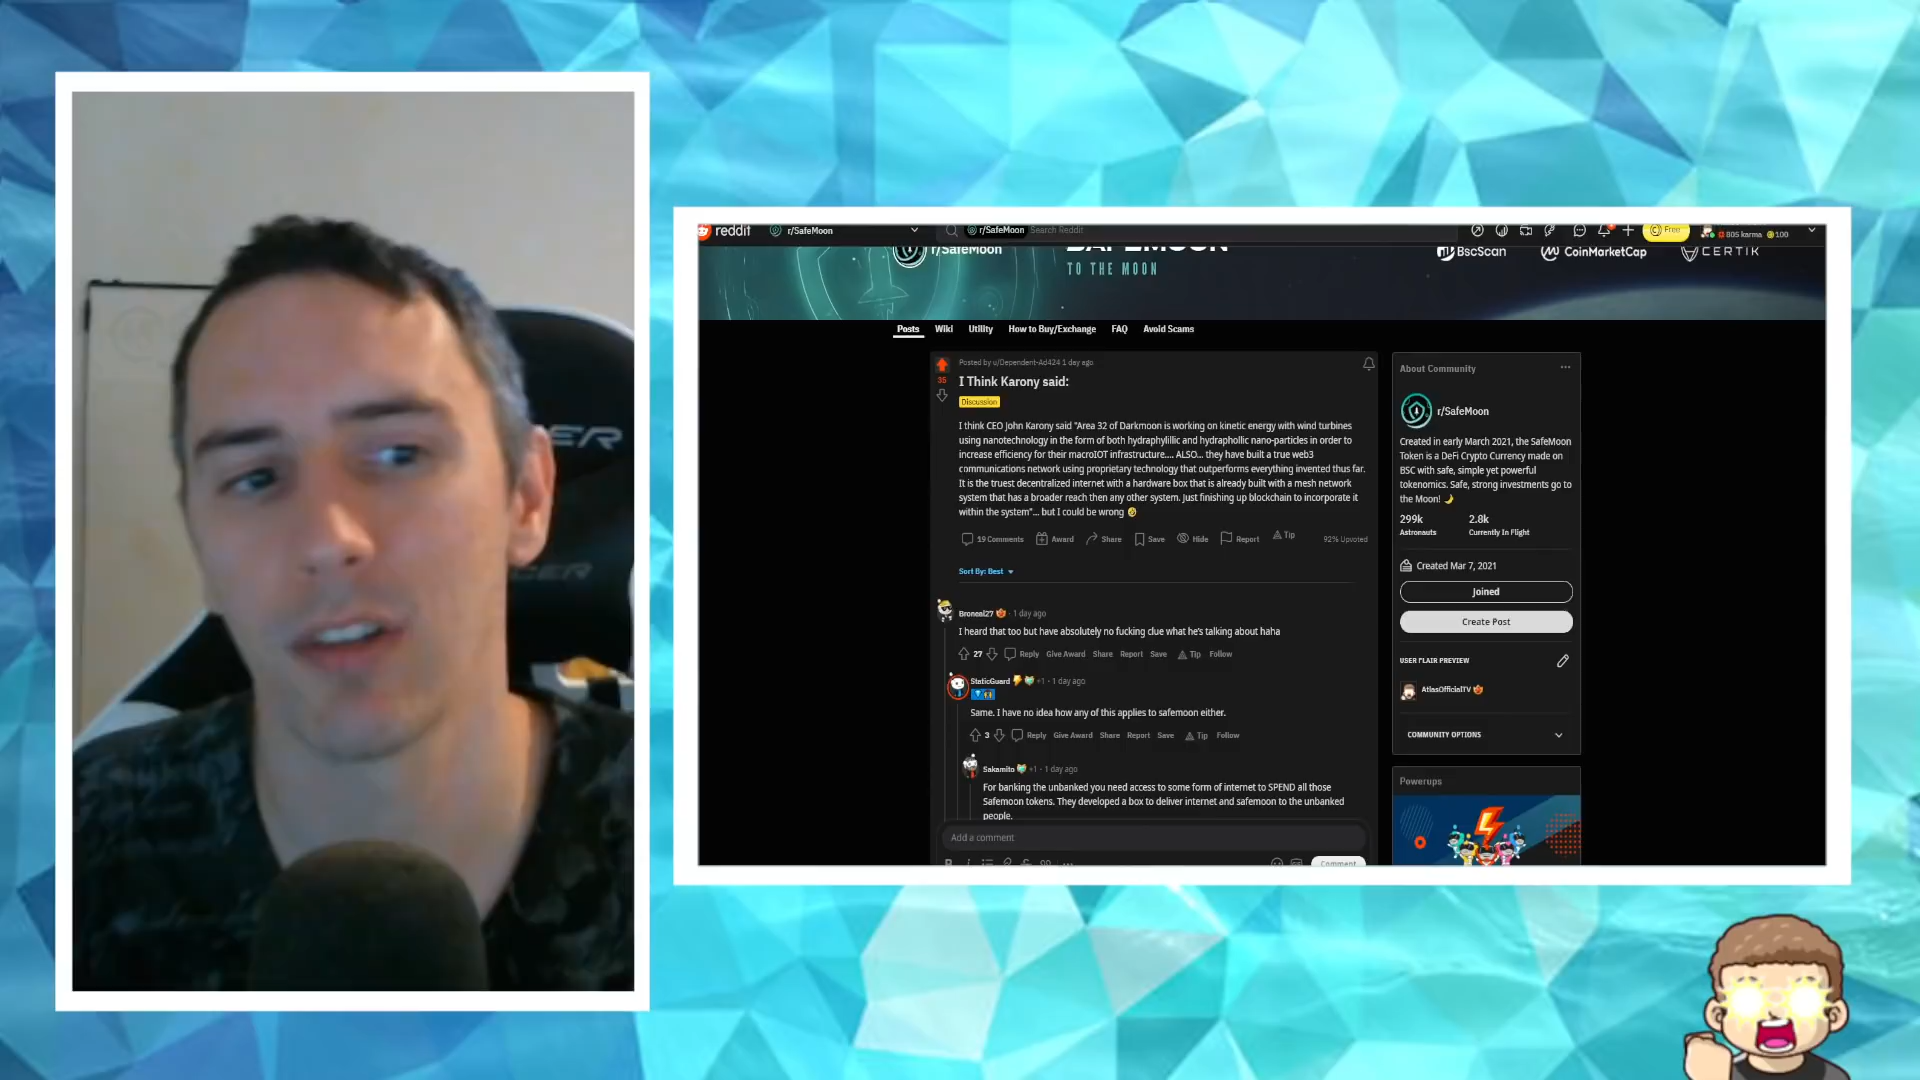 reddit r/SafeMoon r/SafeMoon Search Reddit Free 805 karma 100
r/SafeMoon SAFEMOON BscScan CoinMarketCap CERTIK
TO THE MOON
Posts Wiki Utility How to Buy/Exchange FAQ Avoid Scams
Posted by u/Dependent-Ad424 1 day ago
35
I Think Karony said:
Discussion
I think CEO John Karony said "Area 32 of Darkmoon is working on kinetic energy with wind turbines
using nanotechnology in the form of both hydraphylillic and hydraphollic nano-particles in order to
increase efficiency for their macroIOT infrastructure.... ALSO... they have built a true web3
communications network using proprietary technology that outperforms everything invented thus far.
It is the truest decentralized internet with a hardware box that is already built with a mesh network
system that has a broader reach then any other system. Just finishing up blockchain to incorporate it
within the system"... but I could be wrong
19 Comments Award Share Save Hide Report Tip 92% Upvoted
Sort By: Best
Broneal27 · 1 day ago
I heard that too but have absolutely no fucking clue what he's talking about haha
27 Reply Give Award Share Report Save Tip Follow
StaticGuard +1 · 1 day ago
Same. I have no idea how any of this applies to safemoon either.
3 Reply Give Award Share Report Save Tip Follow
Sakamito +1 · 1 day ago
For banking the unbanked you need access to some form of internet to SPEND all those
Safemoon tokens. They developed a box to deliver internet and safemoon to the unbanked
people.
Add a comment
Comment
About Community
r/SafeMoon
Created in early March 2021, the SafeMoon
Token is a DeFi Crypto Currency made on
BSC with safe, simple yet powerful
tokenomics. Safe, strong investments go to
the Moon!
299k 2.8k
Astronauts Currently In Flight
Created Mar 7, 2021
Joined
Create Post
USER FLAIR PREVIEW
AtlasOfficialTV
COMMUNITY OPTIONS
Powerups